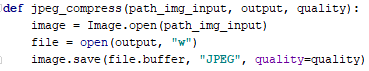 def jpeg_compress(path_img_input, output, quality):
    image = Image.open(path_img_input)
    file = open(output, "w")
    image.save(file.buffer, "JPEG", quality=quality)